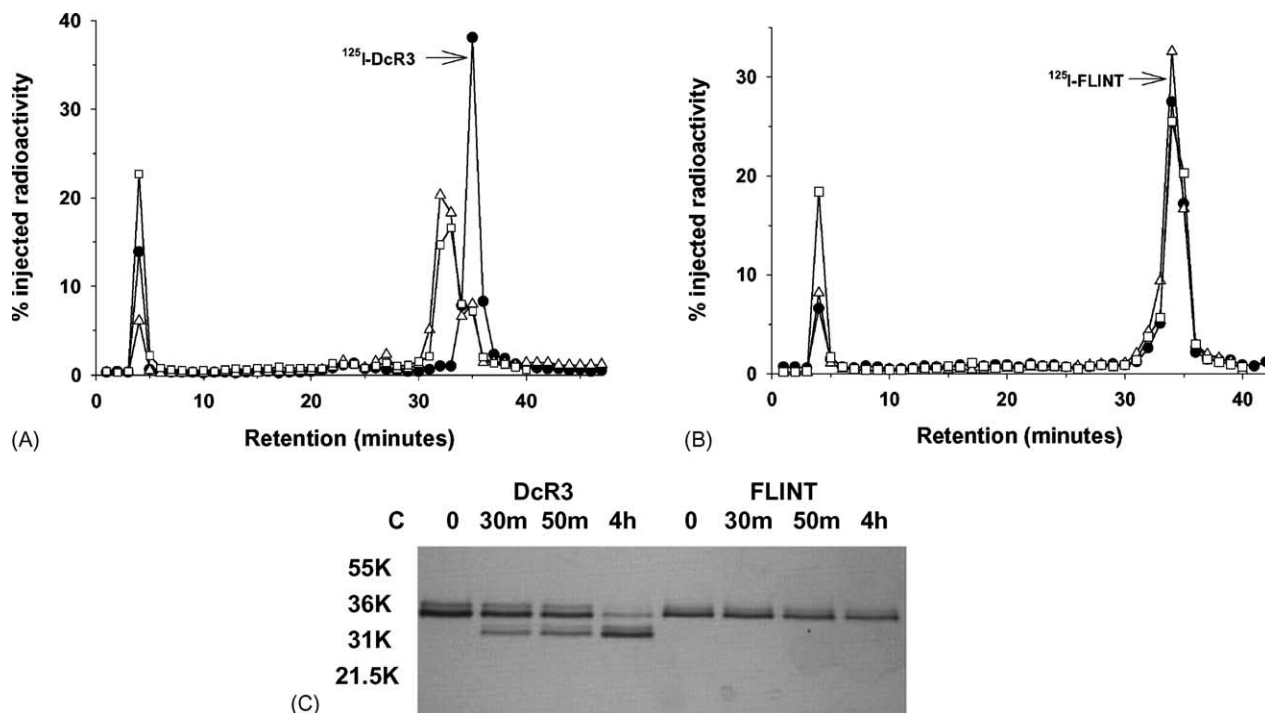 40
30
20
10
0
% injected radioactivity
¹²⁵I-DcR3
0 10 20 30 40
Retention (minutes)
(A)
30
20
10
0
% injected radioactivity
¹²⁵I-FLINT
0 10 20 30 40
Retention (minutes)
(B)
DcR3 FLINT
C 0 30m 50m 4h 0 30m 50m 4h
55K
36K
31K
21.5K
(C)